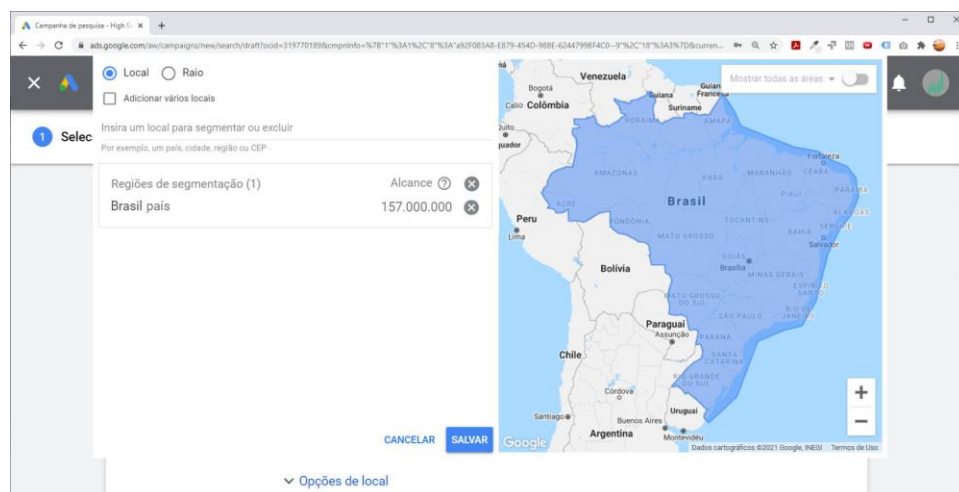 Campanha de pesquisa - High S
ads.google.com/aw/campaigns/new/search/draft?ocid=319770189&cmpnInfo=%7B"1"%3A1%2C"8"%3A"a92F083A8-E879-454D-988E-62447998F4C0--9"%2C"18"%3A3%7D&curren...
1 Selec
Local Raio
Adicionar vários locais
Insira um local para segmentar ou excluir
Por exemplo, um país, cidade, região ou CEP
Regiões de segmentação (1) Alcance
Brasil país 157.000.000
CANCELAR SALVAR
Opções de local
Mostrar todas as áreas
Venezuela
Bogotá
Guiana
Guian
Frances
Colômbia
Suriname
Quito
quador
RORAIMA
AMAPÁ
Fortaleza
AMAZONAS
PARÁ
MARANHÃO
CEARÁ
PIAUÍ
PARAÍBA
ACRE
Brasil
ALAGOAS
Peru
RONDÔNIA
TOCANTINS
SERGIPE
Lima
MATO GROSSO
BAHIA
Salvador
GOIÁS
Bolívia
Brasília
MINAS GERAIS
ESPÍRITO
SANTO
MATO GROSSO
DO SUL
SÃO PAULO
RIO DE
JANEIRO
Paraguai
Assunção
PARANÁ
Chile
SANTA
CATARINA
RIO GRANDE
DO SUL
Córdova
Santiago
Uruguai
Buenos Aires
Argentina
Montevidéu
Google
Dados cartográficos ©2021 Google, INEGI Termos de Uso